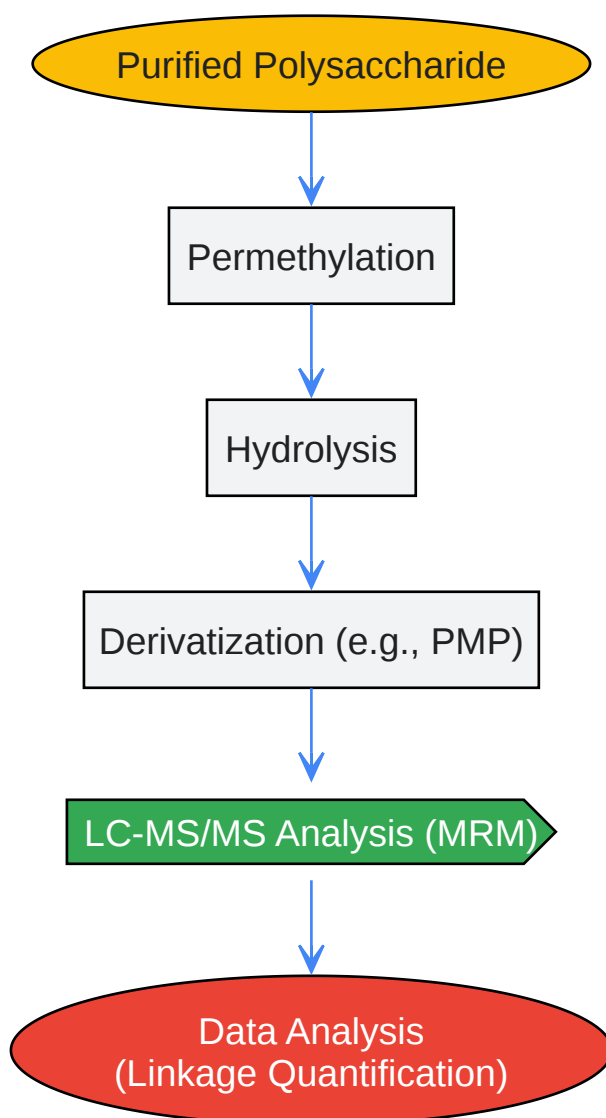 Purified Polysaccharide
Permethylation
Hydrolysis
Derivatization (e.g., PMP)
LC-MS/MS Analysis (MRM)
Data Analysis
(Linkage Quantification)